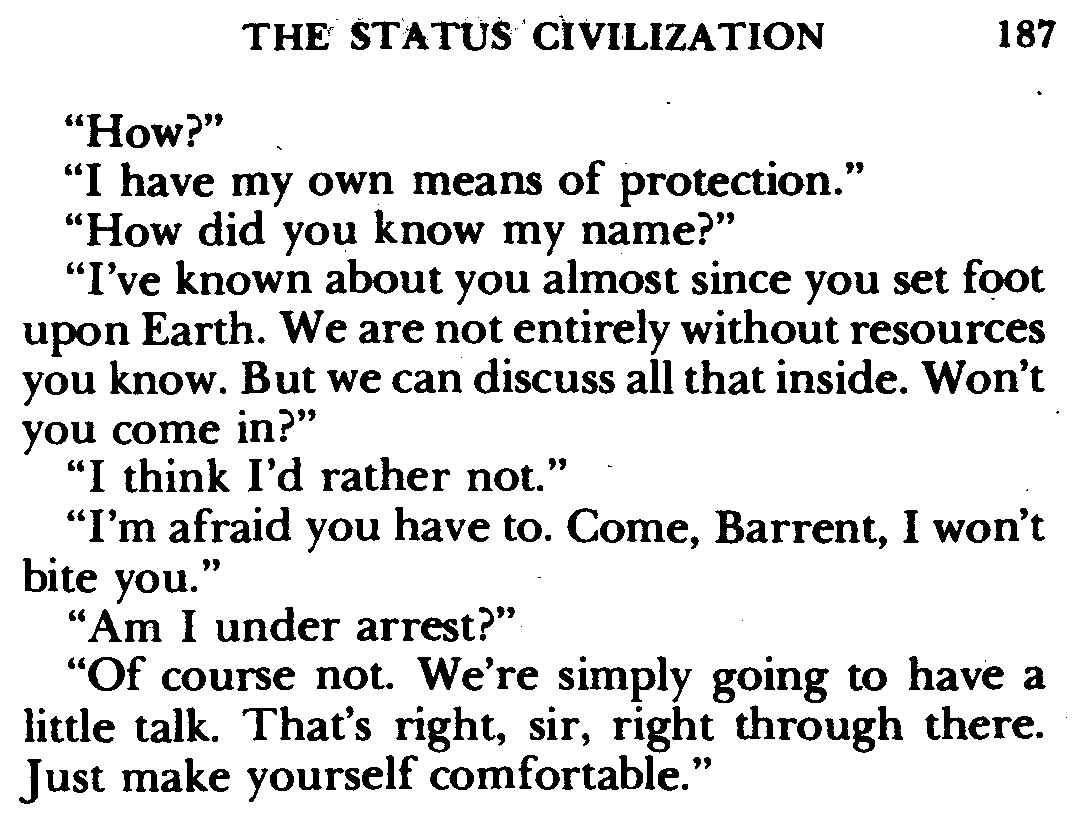 THE STATUS CIVILIZATION 187
“How?”
“I have my own means of protection.”
“How did you know my name?”
“I’ve known about you almost since you set foot
upon Earth. We are not entirely without resources
you know. But we can discuss all that inside. Won’t
you come in?”
“I think I’d rather not.”
“I’m afraid you have to. Come, Barrent, I won’t
bite you.”
“Am I under arrest?”
“Of course not. We’re simply going to have a
little talk. That’s right, sir, right through there.
Just make yourself comfortable.”